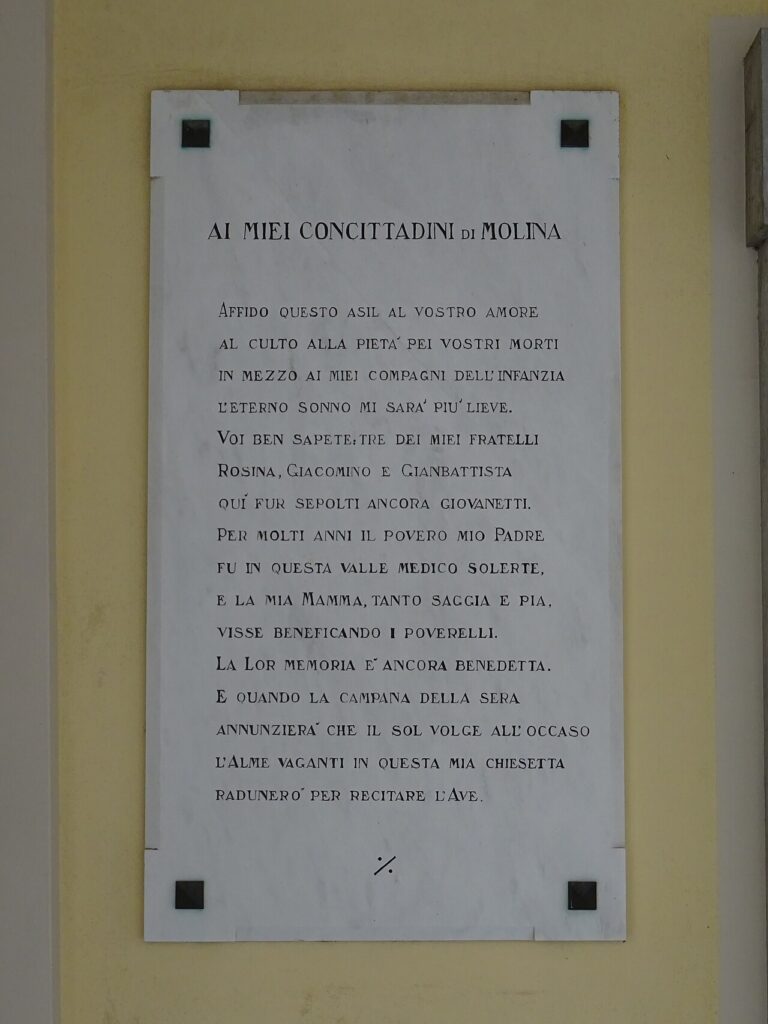 AI MIEI CONCITTADINI DI MOLINA
AFFIDO QUESTO ASIL AL VOSTRO AMORE
AL CULTO ALLA PIETA' PEI VOSTRI MORTI
IN MEZZO AI MIEI COMPAGNI DELL'INFANZIA
L'ETERNO SONNO MI SARA' PIU' LIEVE.
VOI BEN SAPETE: TRE DEI MIEI FRATELLI
ROSINA, GIACOMINO E GIANBATTISTA
QUI' FUR SEPOLTI ANCORA GIOVANETTI.
PER MOLTI ANNI IL POVERO MIO PADRE
FU IN QUESTA VALLE MEDICO SOLERTE,
E LA MIA MAMMA, TANTO SAGGIA E PIA,
VISSE BENEFICANDO I POVERELLI.
LA LOR MEMORIA E' ANCORA BENEDETTA.
E QUANDO LA CAMPANA DELLA SERA
ANNUNZIERA' CHE IL SOL VOLGE ALL'OCCASO
L'ALME VAGANTI IN QUESTA MIA CHIESETTA
RADUNERO' PER RECITARE L'AVE.
⁒